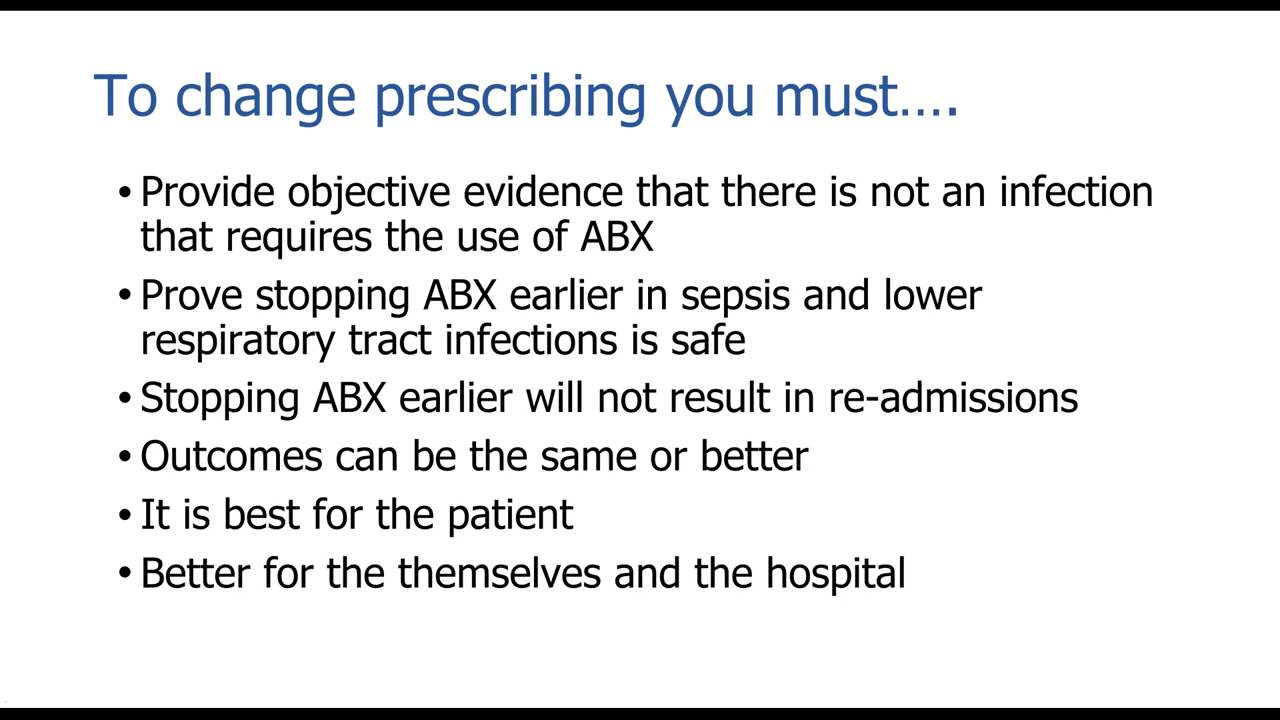 To change prescribing you must....
• Provide objective evidence that there is not an infection
that requires the use of ABX
• Prove stopping ABX earlier in sepsis and lower
respiratory tract infections is safe
• Stopping ABX earlier will not result in re-admissions
• Outcomes can be the same or better
• It is best for the patient
• Better for the themselves and the hospital